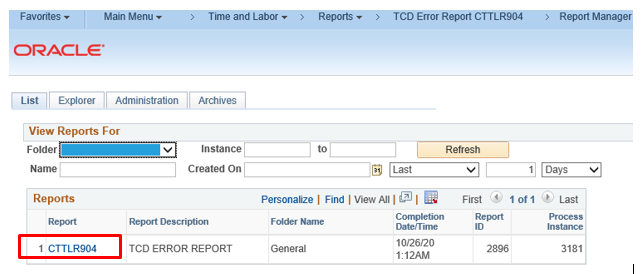 Favorites Main Menu > Time and Labor > Reports > TCD Error Report CTTLR904 > Report Manager
ORACLE
List Explorer Administration Archives
View Reports For
Folder Instance to Refresh
Name Created On Last 1 Days
Reports Personalize | Find | View All | | First 1 of 1 Last
Report Report Description Folder Name Completion Date/Time Report ID Process Instance
1 CTTLR904 TCD ERROR REPORT General 10/26/20 1:12AM 2896 3181